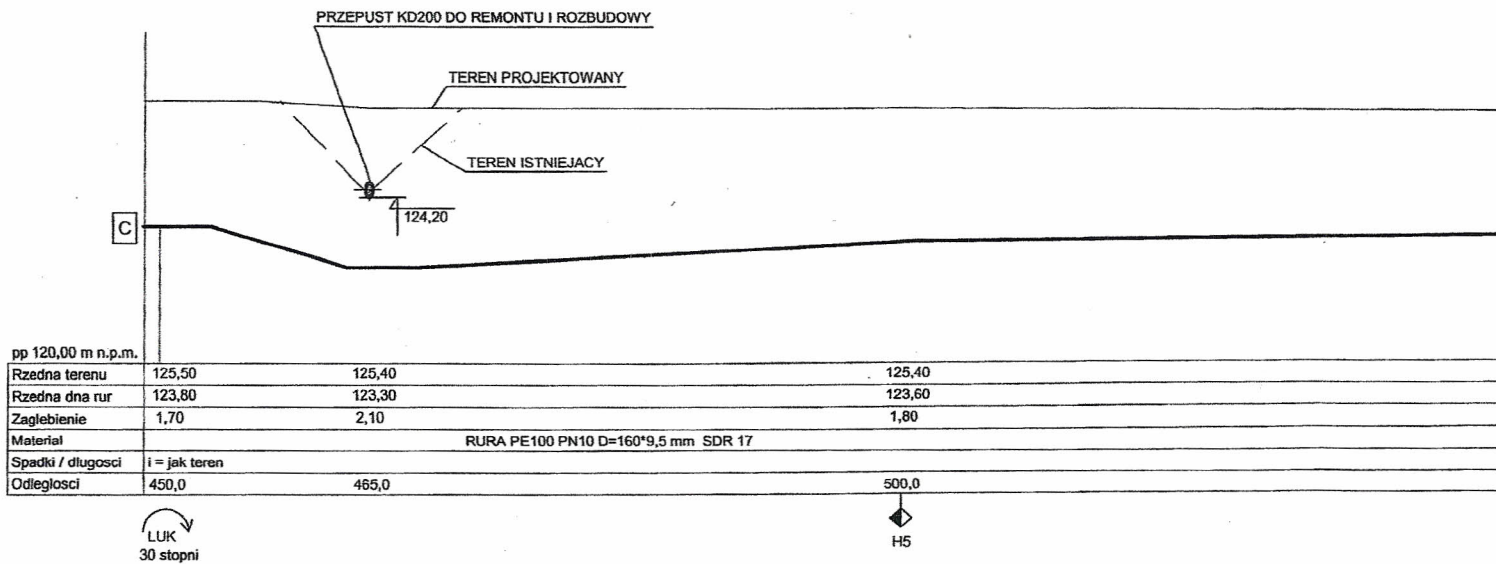 PRZEPUST KD200 DO REMONTU I ROZBUDOWY
TEREN PROJEKTOWANY
TEREN ISTNIEJACY
124,20
C
pp 120,00 m n.p.m.
Rzedna terenu 125,50 125,40 125,40
Rzedna dna rur 123,80 123,30 123,60
Zaglebienie 1,70 2,10 1,80
Material RURA PE100 PN10 D=160*9,5 mm SDR 17
Spadki / dlugosci i = jak teren
Odleglosci 450,0 465,0 500,0
LUK
30 stopni
H5